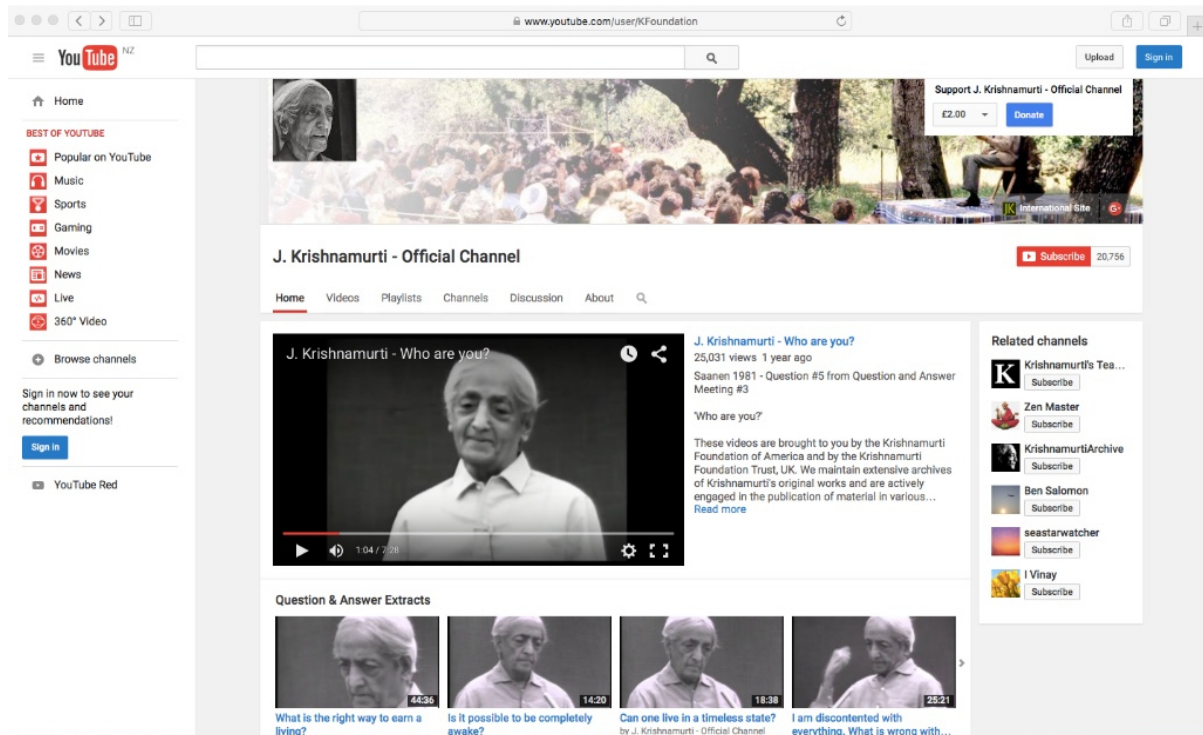 www.youtube.com/user/KFoundation
YouTube NZ
Upload
Sign in
Home
BEST OF YOUTUBE
Popular on YouTube
Music
Sports
Gaming
Movies
News
Live
360° Video
Browse channels
Sign in now to see your
channels and
recommendations!
Sign in
YouTube Red
Support J. Krishnamurti - Official Channel
£2.00
Donate
JK International Site
G+
J. Krishnamurti - Official Channel
Subscribe 20,756
Home Videos Playlists Channels Discussion About
J. Krishnamurti - Who are you?
1:04 / 7:28
J. Krishnamurti - Who are you?
25,031 views 1 year ago
Saanen 1981 - Question #5 from Question and Answer
Meeting #3
'Who are you?'
These videos are brought to you by the Krishnamurti
Foundation of America and by the Krishnamurti
Foundation Trust, UK. We maintain extensive archives
of Krishnamurti's original works and are actively
engaged in the publication of material in various...
Read more
Related channels
K
Krishnamurti's Tea...
Subscribe
Zen Master
Subscribe
KrishnamurtiArchive
Subscribe
Ben Salomon
Subscribe
seastarwatcher
Subscribe
I Vinay
Subscribe
Question & Answer Extracts
44:36
What is the right way to earn a
living?
14:20
Is it possible to be completely
awake?
18:38
Can one live in a timeless state?
by J. Krishnamurti - Official Channel
25:21
I am discontented with
everything. What is wrong with...